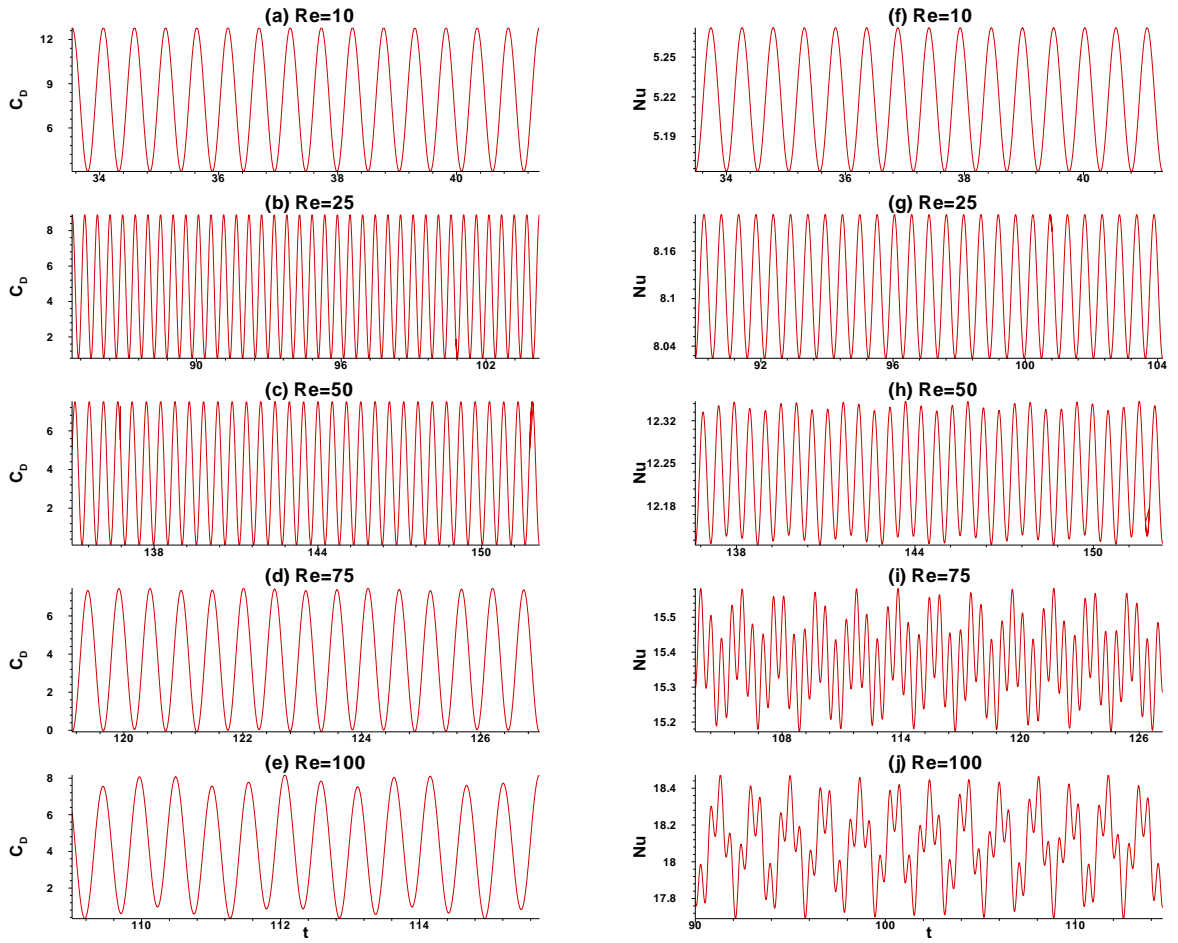 (a) Re=10
12
9
6
C_D
34 36 38 40
(b) Re=25
8
6
4
2
C_D
90 96 102
(c) Re=50
6
4
2
C_D
138 144 150
(d) Re=75
6
4
2
0
C_D
120 122 124 126
(e) Re=100
8
6
4
2
C_D
110 112 114
t
(f) Re=10
5.25
5.22
5.19
Nu
34 36 38 40
(g) Re=25
8.16
8.1
8.04
Nu
92 96 100 104
(h) Re=50
12.32
12.25
12.18
Nu
138 144 150
(i) Re=75
15.5
15.4
15.3
15.2
Nu
108 114 120 126
(j) Re=100
18.4
18.2
18
17.8
Nu
90 100 110
t